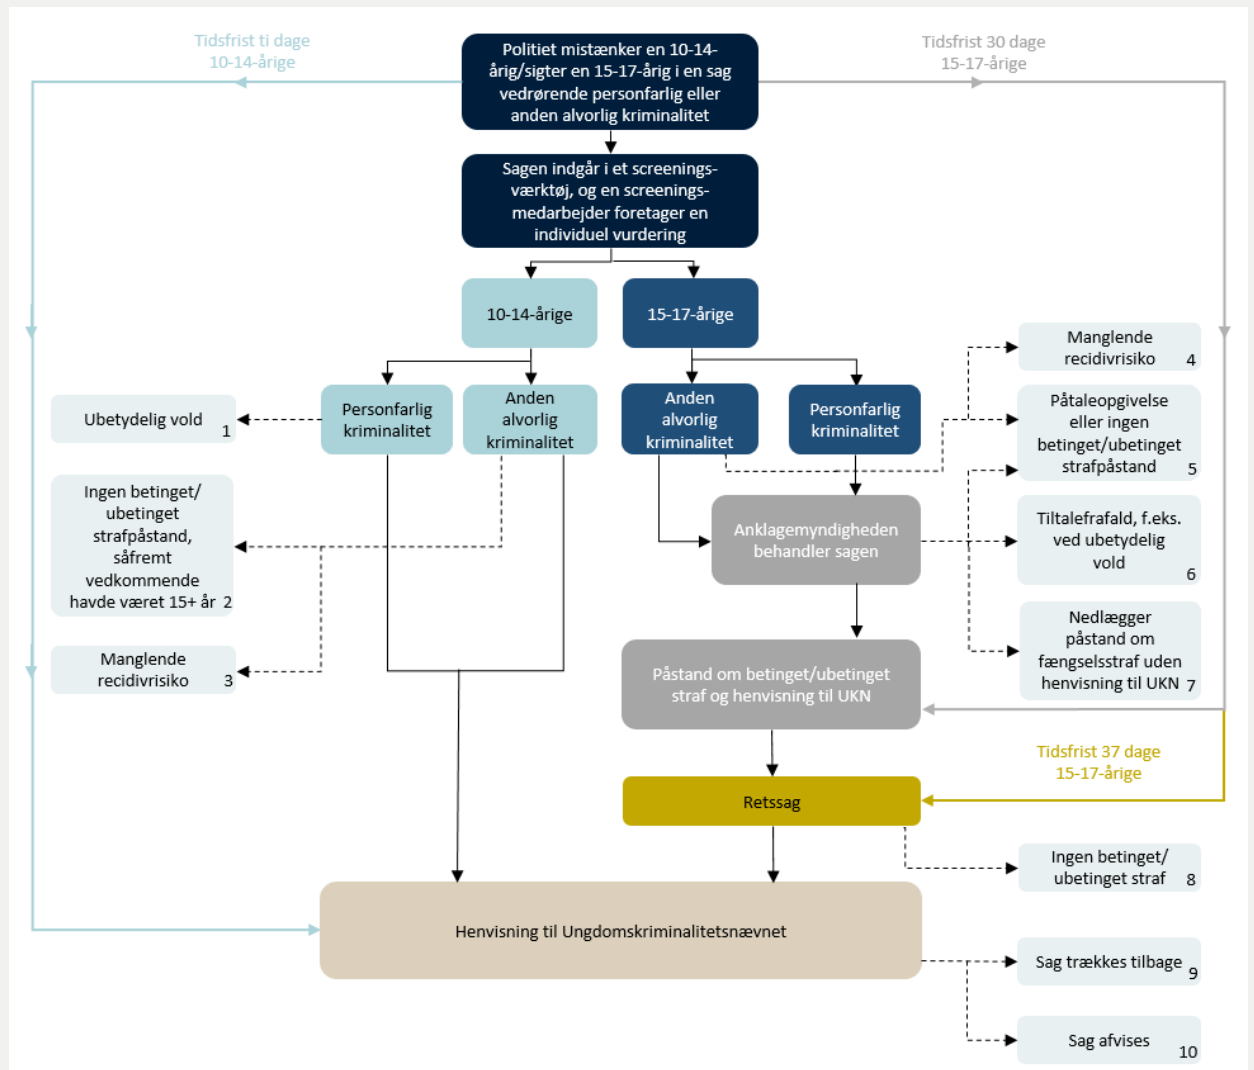 Tidsfrist ti dage
10-14-årige
Politiet mistænker en 10-14-
årig/sigter en 15-17-årig i en sag
vedrørende personfarlig eller
anden alvorlig kriminalitet
Tidsfrist 30 dage
15-17-årige
Sagen indgår i et screenings-
værktøj, og en screenings-
medarbejder foretager en
individuel vurdering
10-14-årige
15-17-årige
Manglende
recidivrisiko 4
Ubetydelig vold 1
Personfarlig
kriminalitet
Anden
alvorlig
kriminalitet
Anden
alvorlig
kriminalitet
Personfarlig
kriminalitet
Påtaleopgivelse
eller ingen
betinget/ubetinget
strafpåstand 5
Ingen betinget/
ubetinget
strafpåstand,
såfremt
vedkommende
havde været 15+ år 2
Anklagemyndigheden
behandler sagen
Tiltalefrafald, f.eks.
ved ubetydelig
vold 6
Manglende
recidivrisiko 3
Påstand om betinget/ubetinget
straf og henvisning til UKN
Nedlægger
påstand om
fængselsstraf uden
henvisning til UKN 7
Tidsfrist 37 dage
15-17-årige
Retssag
Ingen betinget/
ubetinget straf 8
Henvisning til Ungdomskriminalitetsnævnet
Sag trækkes tilbage 9
Sag afvises 10